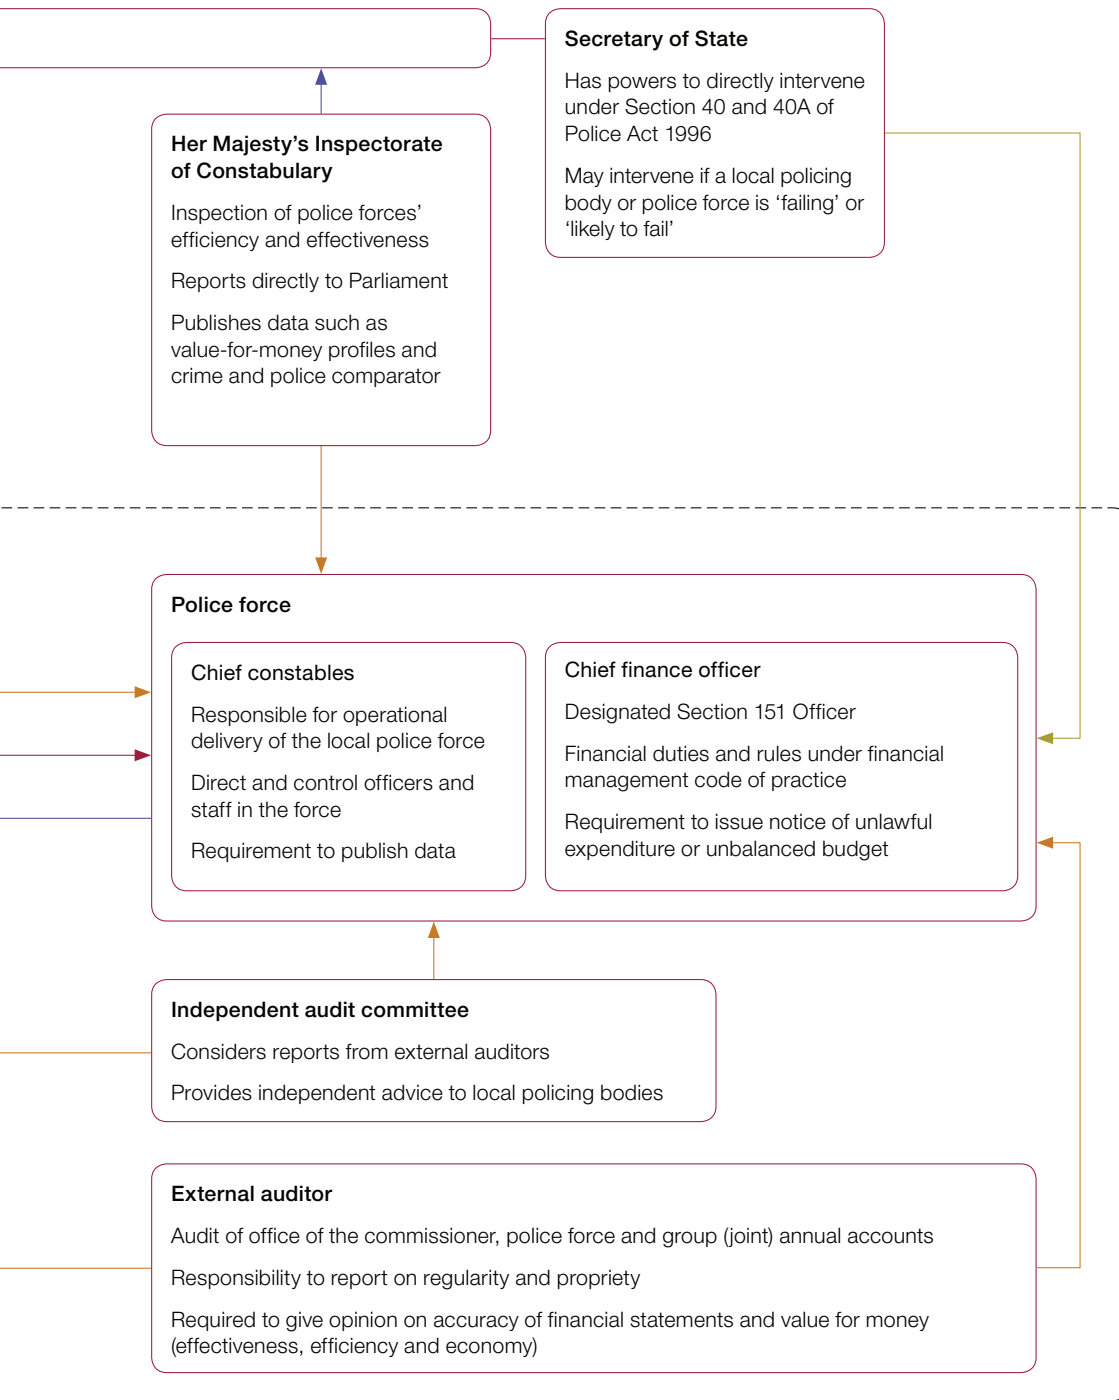 Secretary of State
Has powers to directly intervene
under Section 40 and 40A of
Police Act 1996
May intervene if a local policing
body or police force is ‘failing’ or
‘likely to fail’
Her Majesty’s Inspectorate
of Constabulary
Inspection of police forces’
efficiency and effectiveness
Reports directly to Parliament
Publishes data such as
value-for-money profiles and
crime and police comparator
Police force
Chief constables
Responsible for operational
delivery of the local police force
Direct and control officers and
staff in the force
Requirement to publish data
Chief finance officer
Designated Section 151 Officer
Financial duties and rules under financial
management code of practice
Requirement to issue notice of unlawful
expenditure or unbalanced budget
Independent audit committee
Considers reports from external auditors
Provides independent advice to local policing bodies
External auditor
Audit of office of the commissioner, police force and group (joint) annual accounts
Responsibility to report on regularity and propriety
Required to give opinion on accuracy of financial statements and value for money
(effectiveness, efficiency and economy)